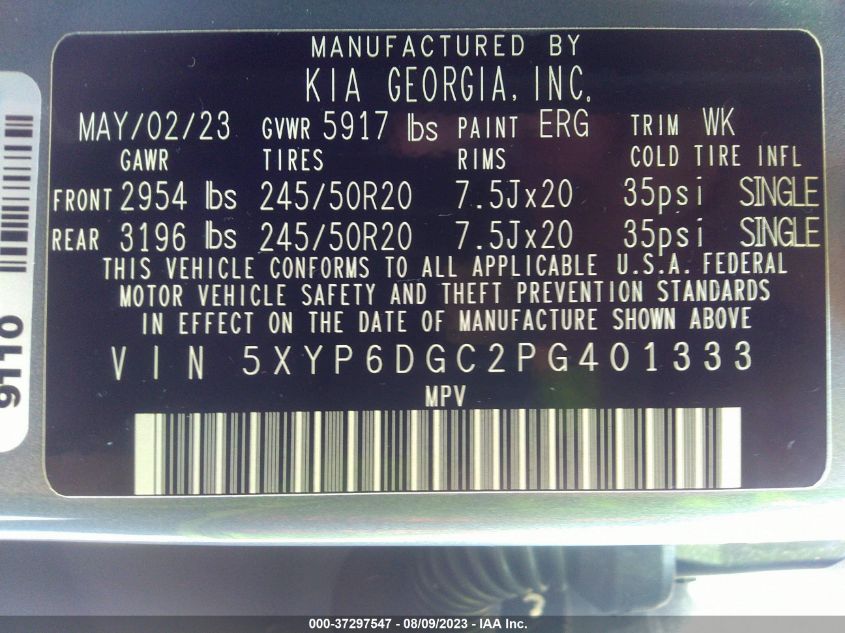 MANUFACTURED BY
KIA GEORGIA, INC.
MAY/02/23 GVWR 5917 lbs PAINT ERG TRIM WK
GAWR TIRES RIMS COLD TIRE INFL
FRONT 2954 lbs 245/50R20 7.5Jx20 35psi SINGLE
REAR 3196 lbs 245/50R20 7.5Jx20 35psi SINGLE
THIS VEHICLE CONFORMS TO ALL APPLICABLE U.S.A. FEDERAL
MOTOR VEHICLE SAFETY AND THEFT PREVENTION STANDARDS
IN EFFECT ON THE DATE OF MANUFACTURE SHOWN ABOVE
VIN 5XYP6DGC2PG401333
MPV
9110
000-37297547 - 08/09/2023 - IAA Inc.